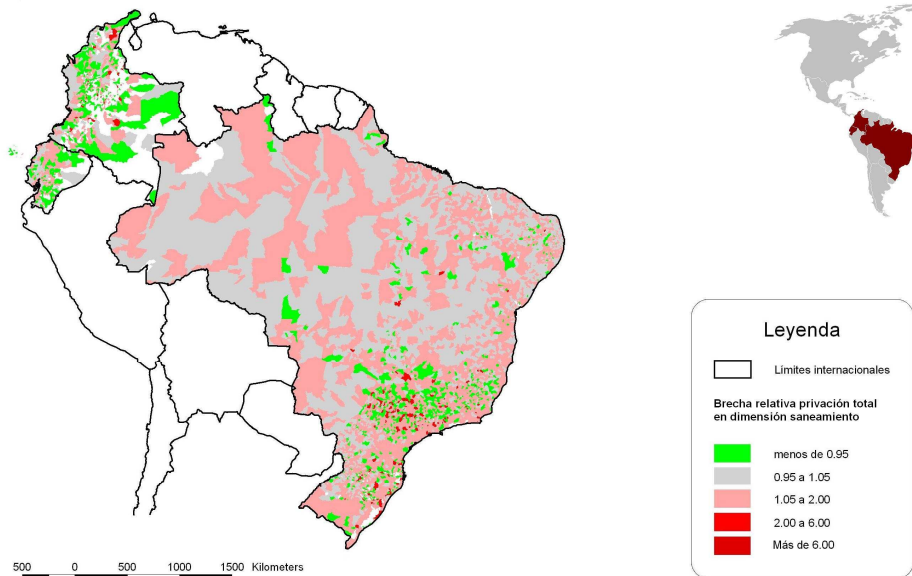 Leyenda
Limites internacionales
Brecha relativa privación total
en dimensión saneamiento
menos de 0.95
0.95 a 1.05
1.05 a 2.00
2.00 a 6.00
Más de 6.00
500 0 500 1000 1500 Kilometers